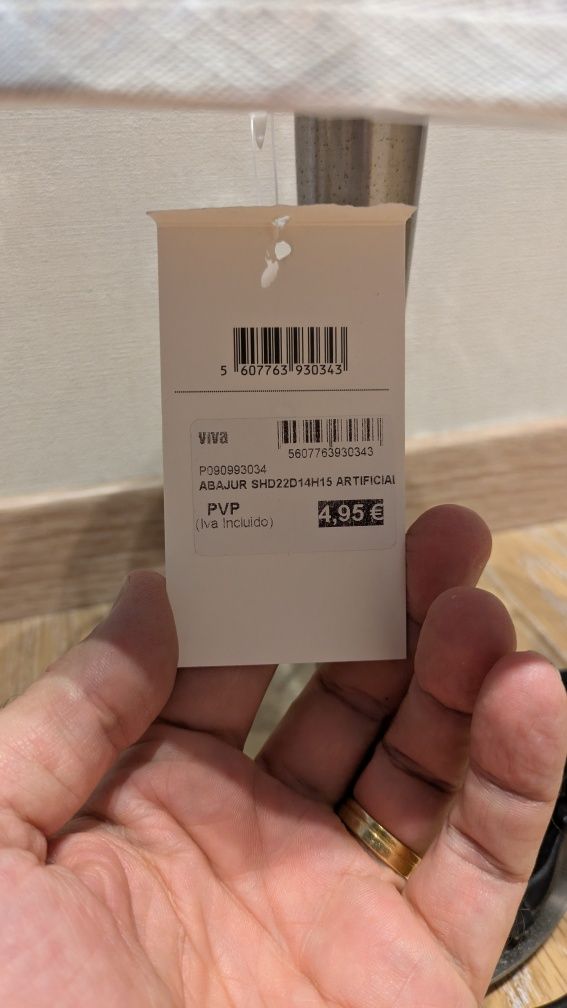 5 607763 930343
viva
5607763930343
P090993034
ABAJUR SHD22D14H15 ARTIFICIAL
PVP
4,95 €
(Iva Incluido)